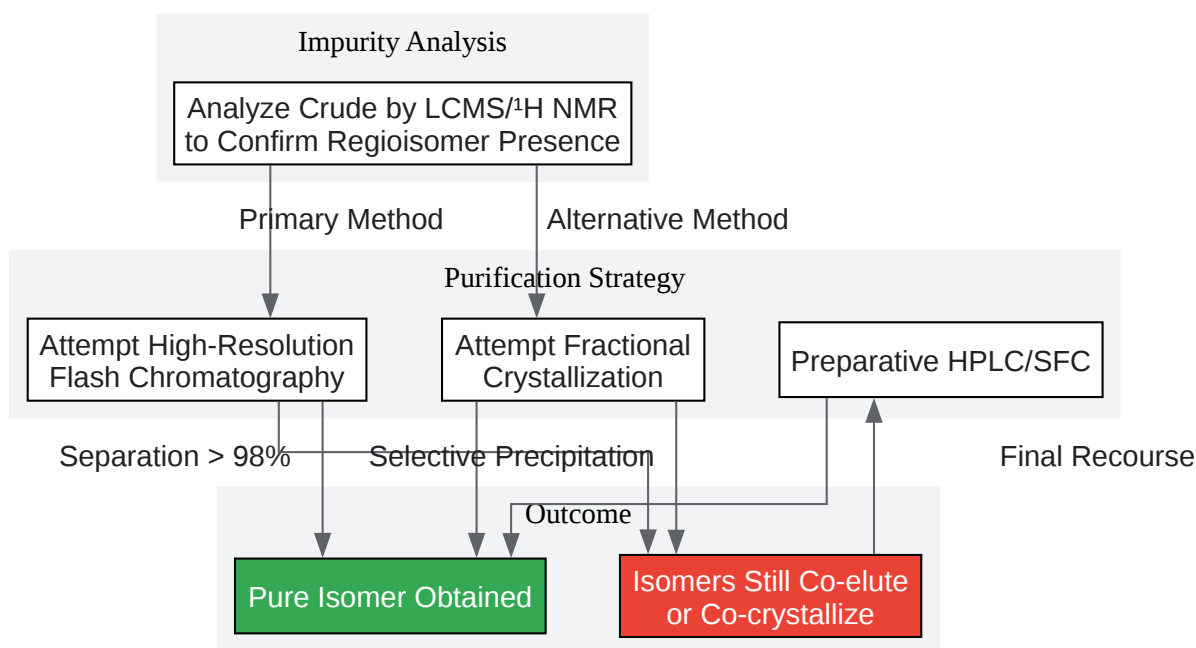 Impurity Analysis
Analyze Crude by LCMS/¹H NMR
to Confirm Regioisomer Presence
Primary Method
Alternative Method
Purification Strategy
Attempt High-Resolution
Flash Chromatography
Attempt Fractional
Crystallization
Preparative HPLC/SFC
Separation > 98%
Selective Precipitation
Final Recourse
Outcome
Pure Isomer Obtained
Isomers Still Co-elute
or Co-crystallize